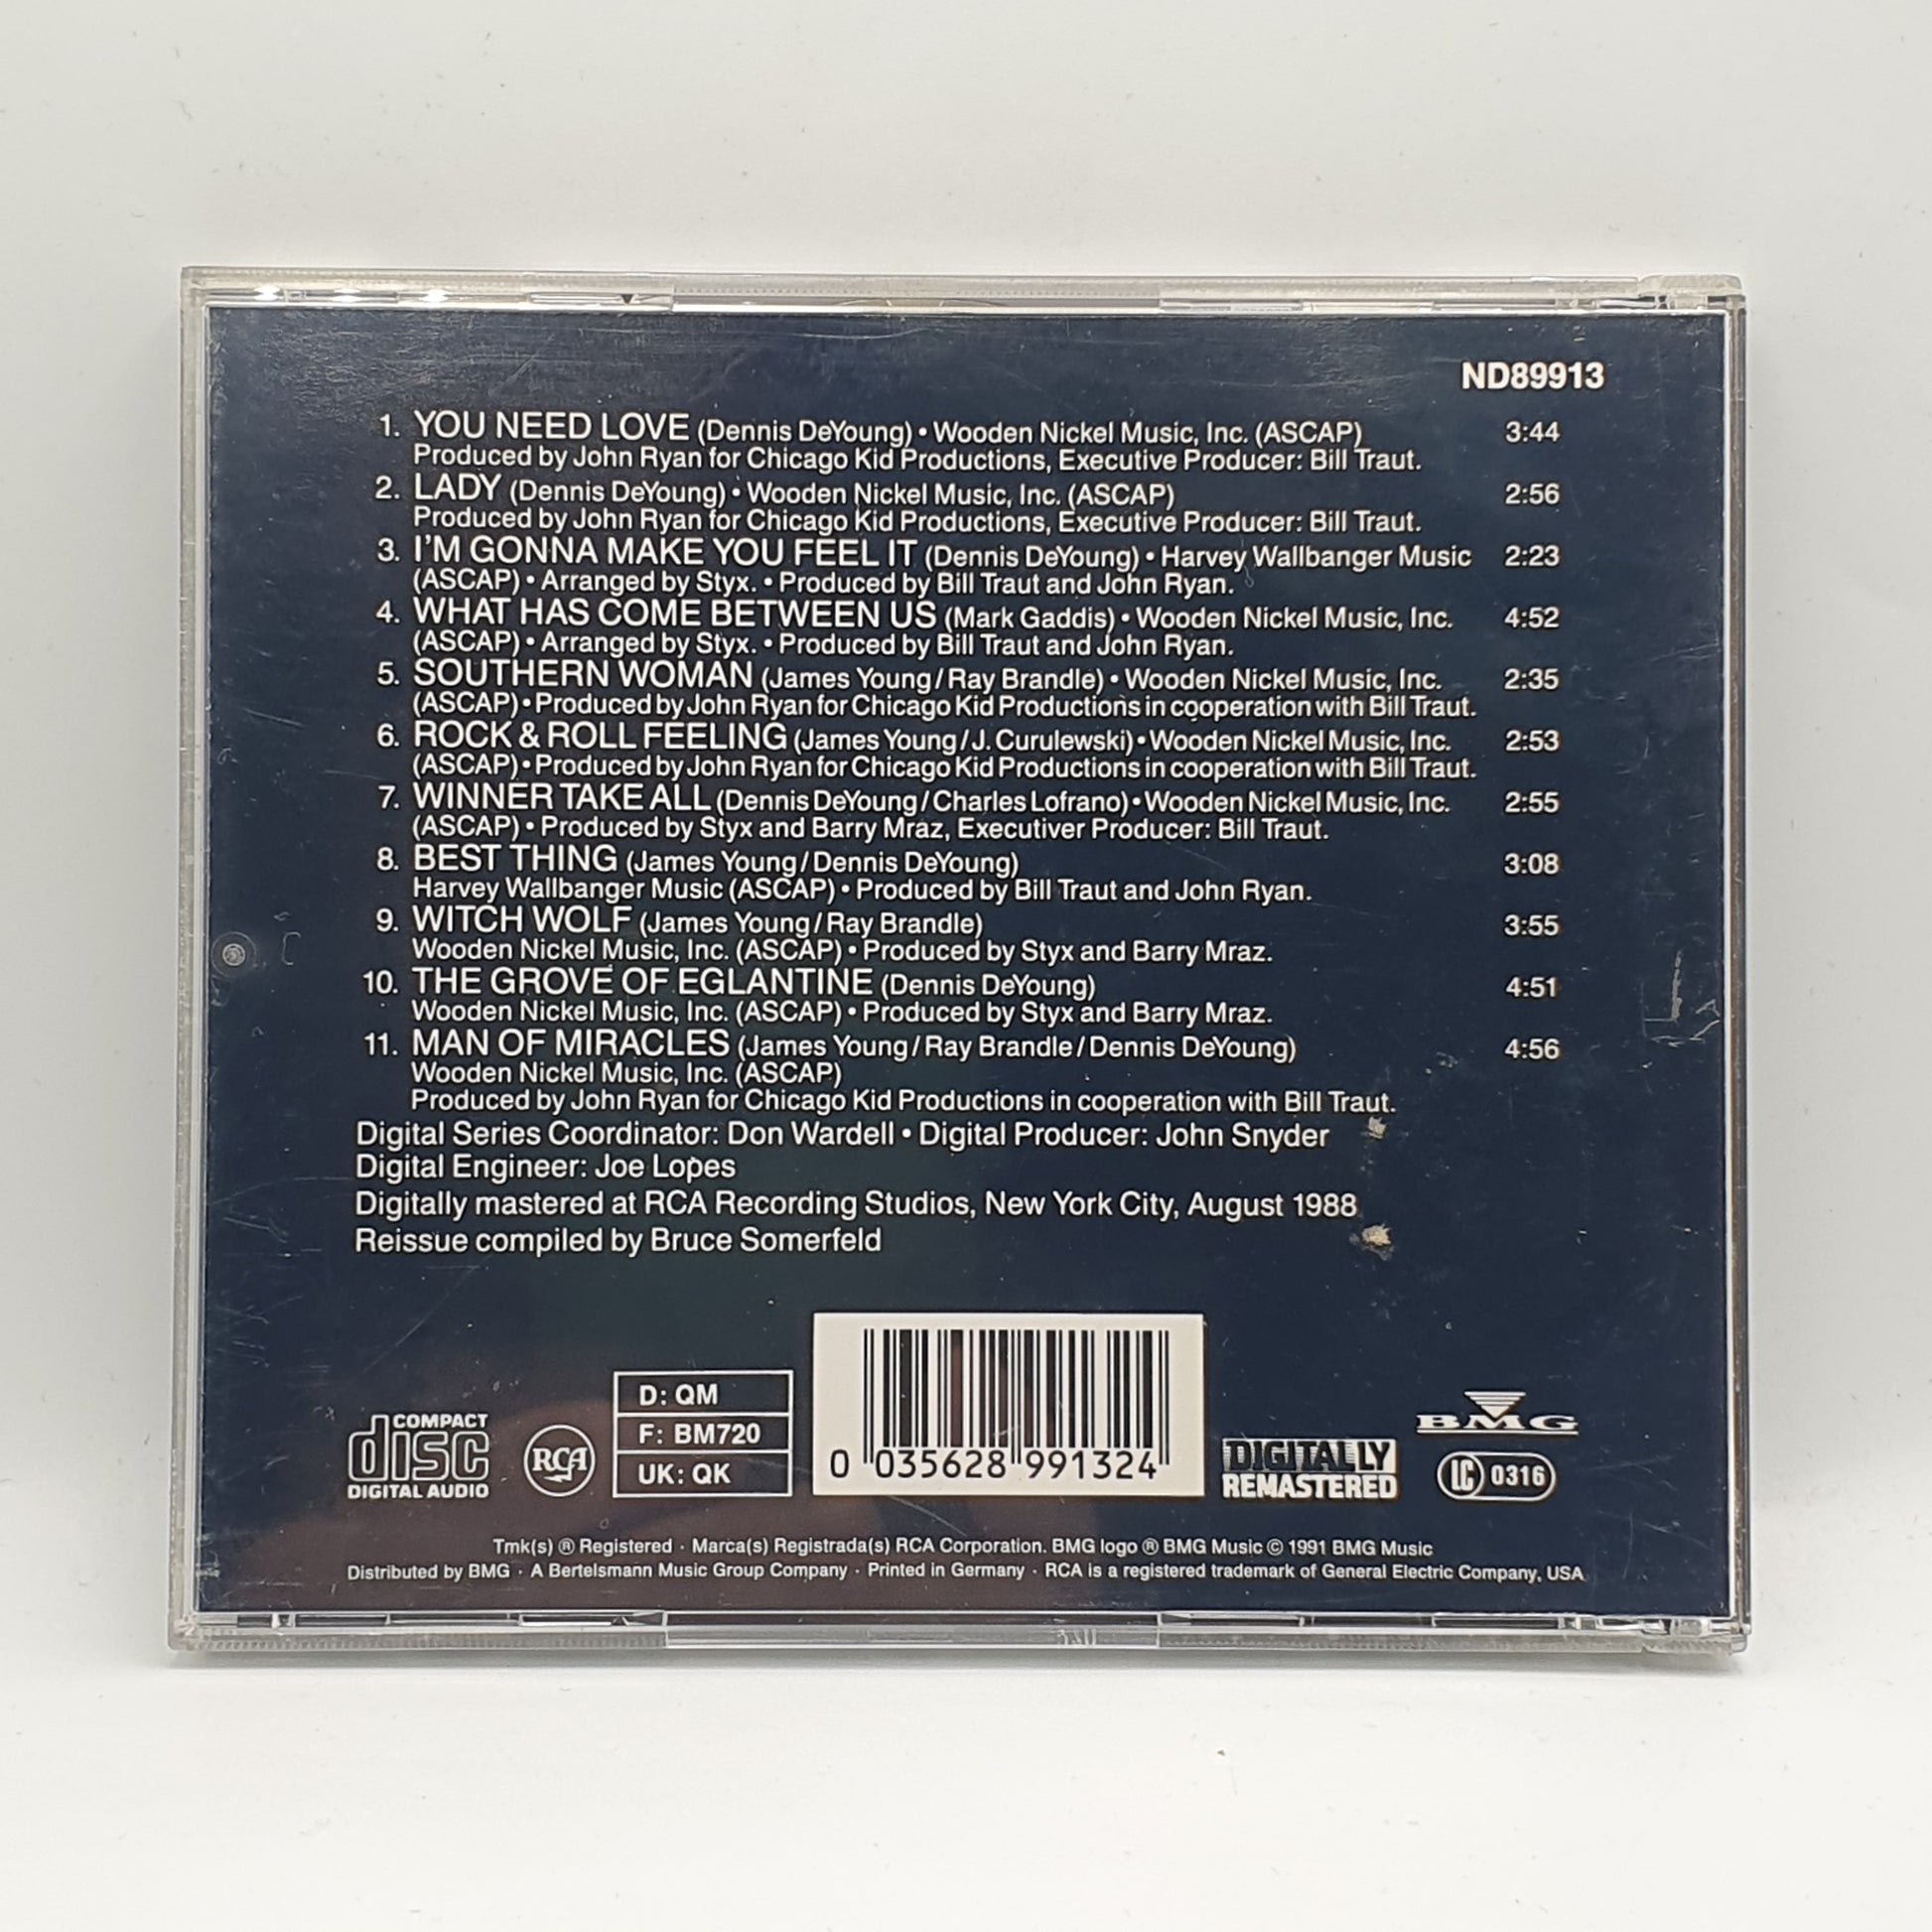 ND89913
1. YOU NEED LOVE (Dennis DeYoung) • Wooden Nickel Music, Inc. (ASCAP) 3:44
Produced by John Ryan for Chicago Kid Productions, Executive Producer: Bill Traut.
2. LADY (Dennis DeYoung) • Wooden Nickel Music, Inc. (ASCAP) 2:56
Produced by John Ryan for Chicago Kid Productions, Executive Producer: Bill Traut.
3. I'M GONNA MAKE YOU FEEL IT (Dennis DeYoung) • Harvey Wallbanger Music 2:23
(ASCAP) • Arranged by Styx. • Produced by Bill Traut and John Ryan.
4. WHAT HAS COME BETWEEN US (Mark Gaddis) • Wooden Nickel Music, Inc. 4:52
(ASCAP) • Arranged by Styx. • Produced by Bill Traut and John Ryan.
5. SOUTHERN WOMAN (James Young/Ray Brandle) • Wooden Nickel Music, Inc. 2:35
(ASCAP) • Produced by John Ryan for Chicago Kid Productions in cooperation with Bill Traut.
6. ROCK & ROLL FEELING (James Young/J. Curulewski) • Wooden Nickel Music, Inc. 2:53
(ASCAP) • Produced by John Ryan for Chicago Kid Productions in cooperation with Bill Traut.
7. WINNER TAKE ALL (Dennis DeYoung/Charles Lofrano) • Wooden Nickel Music, Inc. 2:55
(ASCAP) • Produced by Styx and Barry Mraz, Executiver Producer: Bill Traut.
8. BEST THING (James Young/Dennis DeYoung) 3:08
Harvey Wallbanger Music (ASCAP) • Produced by Bill Traut and John Ryan.
9. WITCH WOLF (James Young/Ray Brandle) 3:55
Wooden Nickel Music, Inc. (ASCAP) • Produced by Styx and Barry Mraz.
10. THE GROVE OF EGLANTINE (Dennis DeYoung) 4:51
Wooden Nickel Music, Inc. (ASCAP) • Produced by Styx and Barry Mraz.
11. MAN OF MIRACLES (James Young/Ray Brandle/Dennis DeYoung) 4:56
Wooden Nickel Music, Inc. (ASCAP)
Produced by John Ryan for Chicago Kid Productions in cooperation with Bill Traut.
Digital Series Coordinator: Don Wardell • Digital Producer: John Snyder
Digital Engineer: Joe Lopes
Digitally mastered at RCA Recording Studios, New York City, August 1988
Reissue compiled by Bruce Somerfeld
COMPACT
disc
DIGITAL AUDIO
RCA
D: QM
F: BM720
UK: QK
0 035628 991324
DIGITALLY
REMASTERED
BMG
LC 0316
Tmk(s) ® Registered · Marca(s) Registrada(s) RCA Corporation. BMG logo ® BMG Music © 1991 BMG Music
Distributed by BMG · A Bertelsmann Music Group Company · Printed in Germany · RCA is a registered trademark of General Electric Company, USA